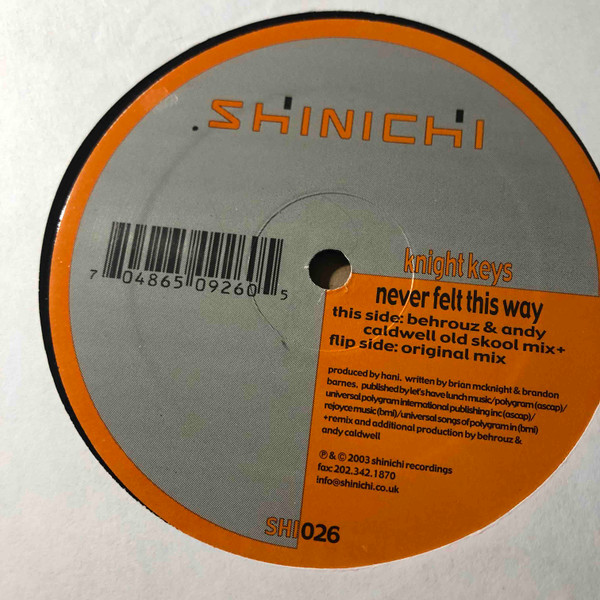 .SHINICHI
7 04865 09260 5
knight keys
never felt this way
this side: behrouz & andy
caldwell old skool mix+
flip side: original mix
produced by hani. written by brian mcknight & brandon
barnes. published by let's have lunch music/polygram (ascap)/
universal polygram international publishing inc (ascap)/
rejoyce music (bmi)/universal songs of polygram in (bmi)
+remix and additional production by behrouz &
andy caldwell
℗ & © 2003 shinichi recordings
fax: 202.342.1870
info@shinichi.co.uk
SHI026